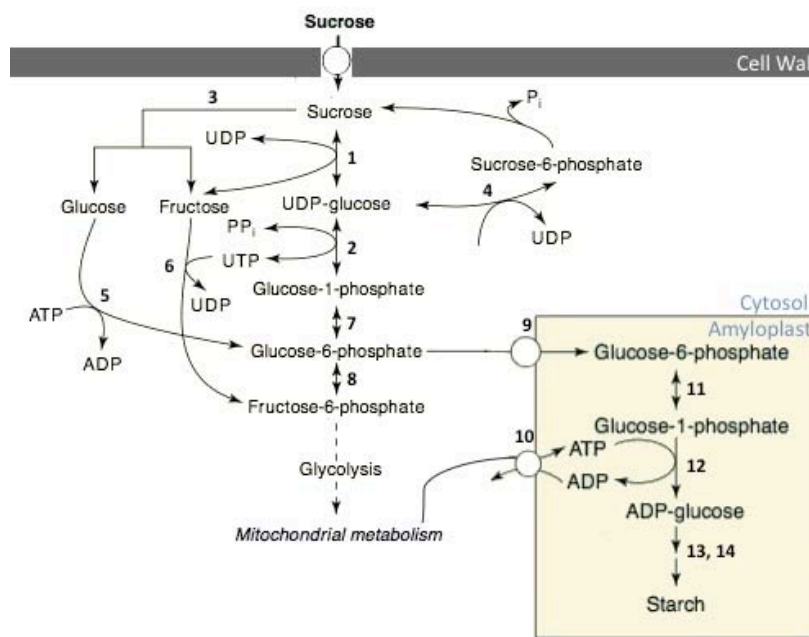 Sucrose
Cell Wal
3
Sucrose
Pi
UDP
1
Sucrose-6-phosphate
4
Glucose
Fructose
UDP-glucose
UDP
PPi
2
6
UTP
UDP
Glucose-1-phosphate
5
ATP
ADP
7
Cytosol
Amyloplast
9
Glucose-6-phosphate
Glucose-6-phosphate
8
11
Fructose-6-phosphate
Glucose-1-phosphate
10
ATP
12
Glycolysis
ADP
ADP-glucose
Mitochondrial metabolism
13, 14
Starch